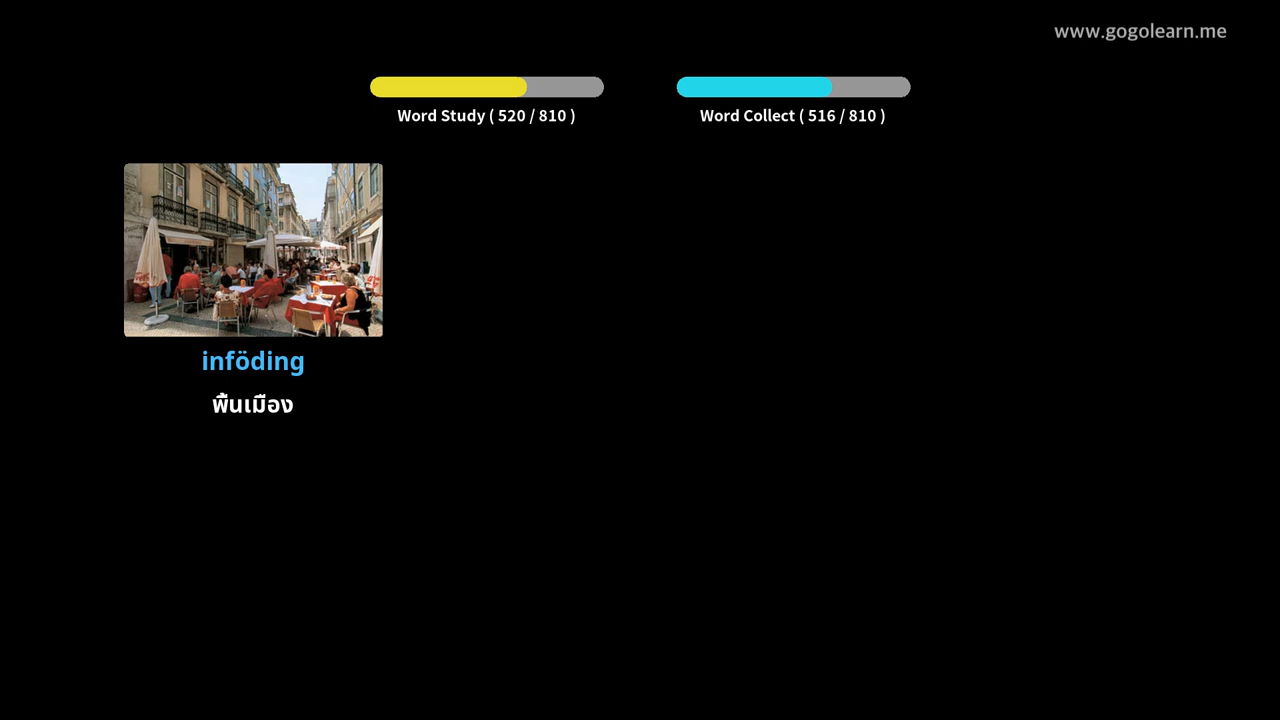 www.gogolearn.me
Word Study ( 520 / 810 )
Word Collect ( 516 / 810 )
inföding
พื้นเมือง